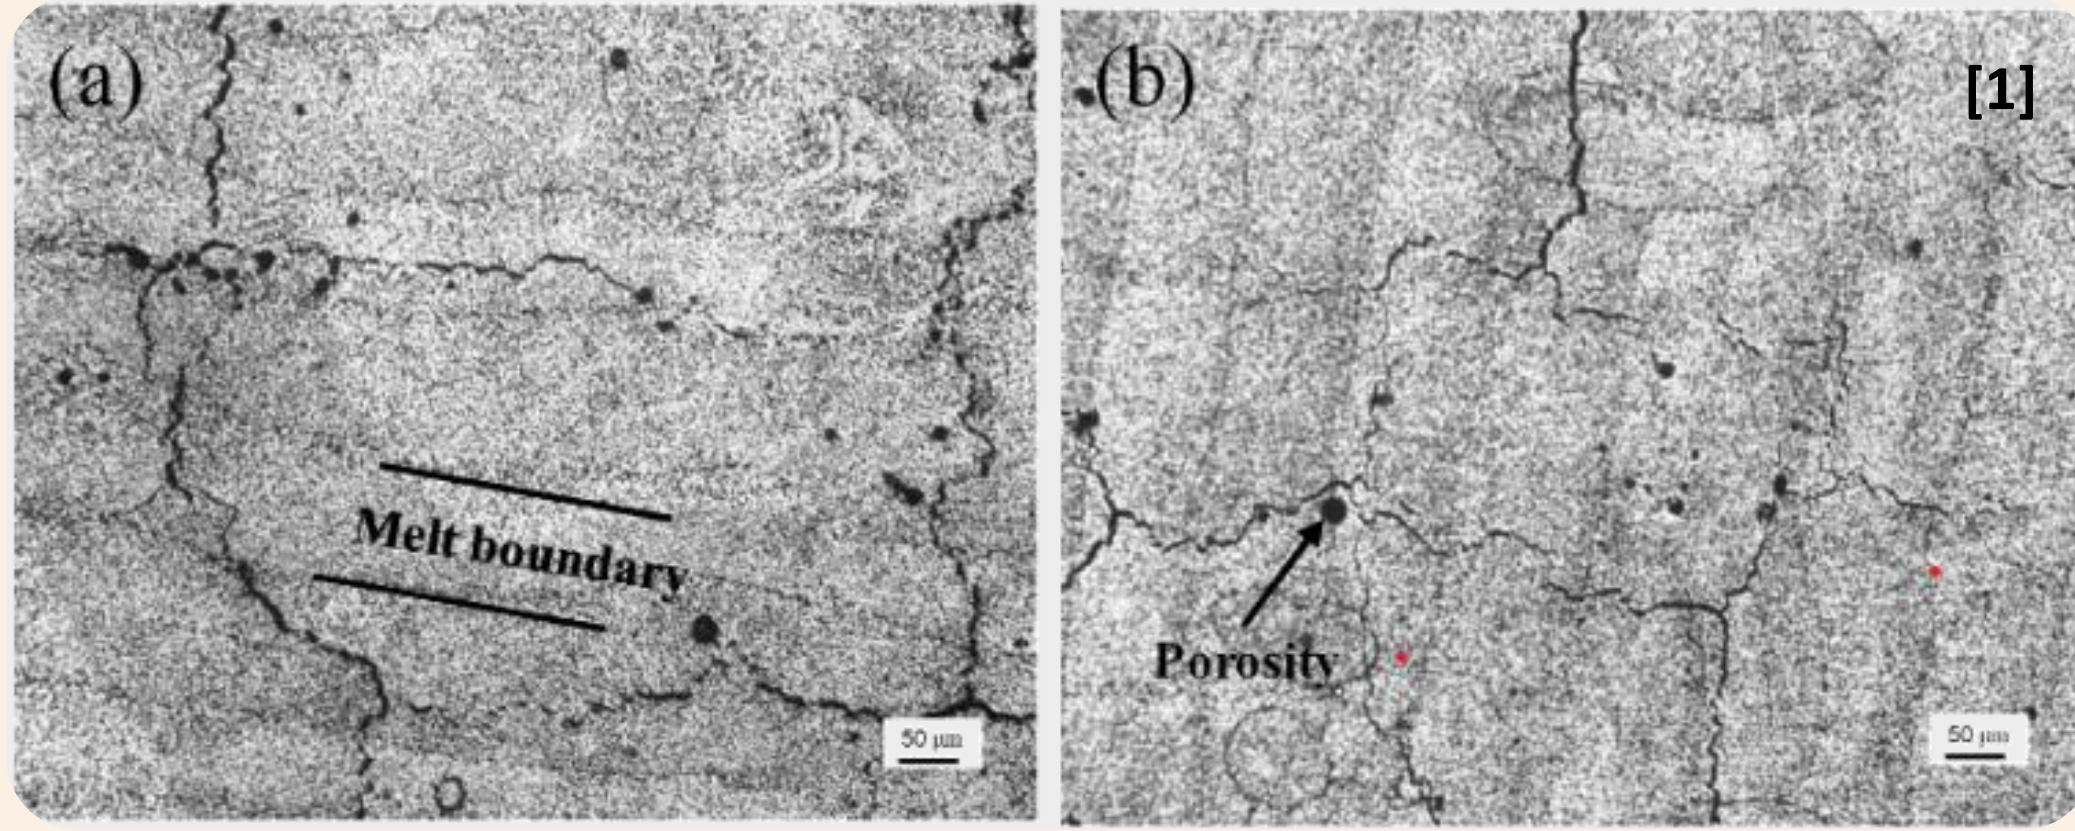 (a)
Melt boundary
50 μm
(b)
[1]
Porosity
50 μm